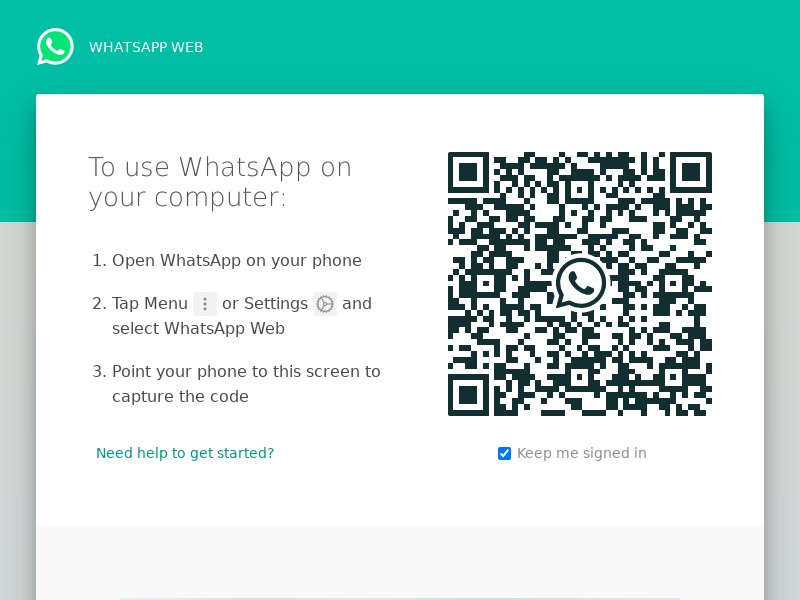 WHATSAPP WEB
To use WhatsApp on
your computer:
1. Open WhatsApp on your phone
2. Tap Menu or Settings and
select WhatsApp Web
3. Point your phone to this screen to
capture the code
Need help to get started?
Keep me signed in